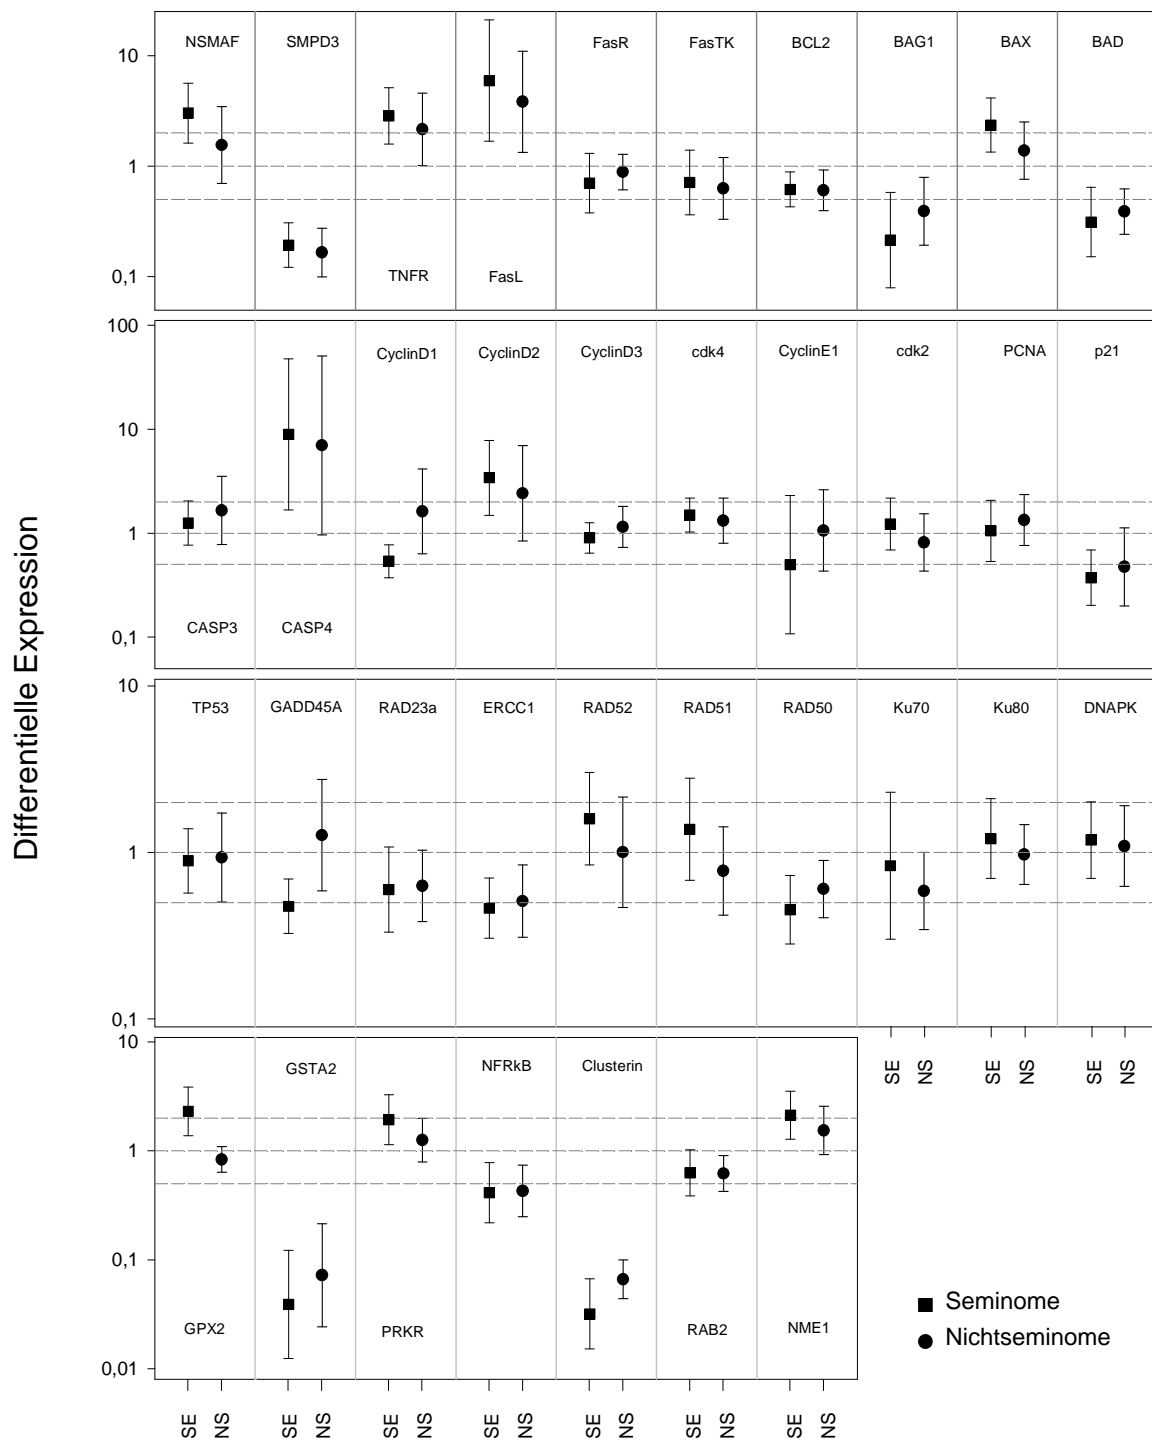 Differentielle Expression
NSMAF SMPD3 FasR FasTK BCL2 BAG1 BAX BAD
10
1
0,1
TNFR FasL
100
CyclinD1 CyclinD2 CyclinD3 cdk4 CyclinE1 cdk2 PCNA p21
10
1
0,1
CASP3 CASP4
10
TP53 GADD45A RAD23a ERCC1 RAD52 RAD51 RAD50 Ku70 Ku80 DNAPK
1
0,1
SE NS SE NS SE NS
10
GSTA2 NFRkB Clusterin
1
0,1
GPX2 PRKR RAB2 NME1
0,01
SE NS SE NS SE NS SE NS SE NS SE NS SE NS
Seminome
Nichtseminome